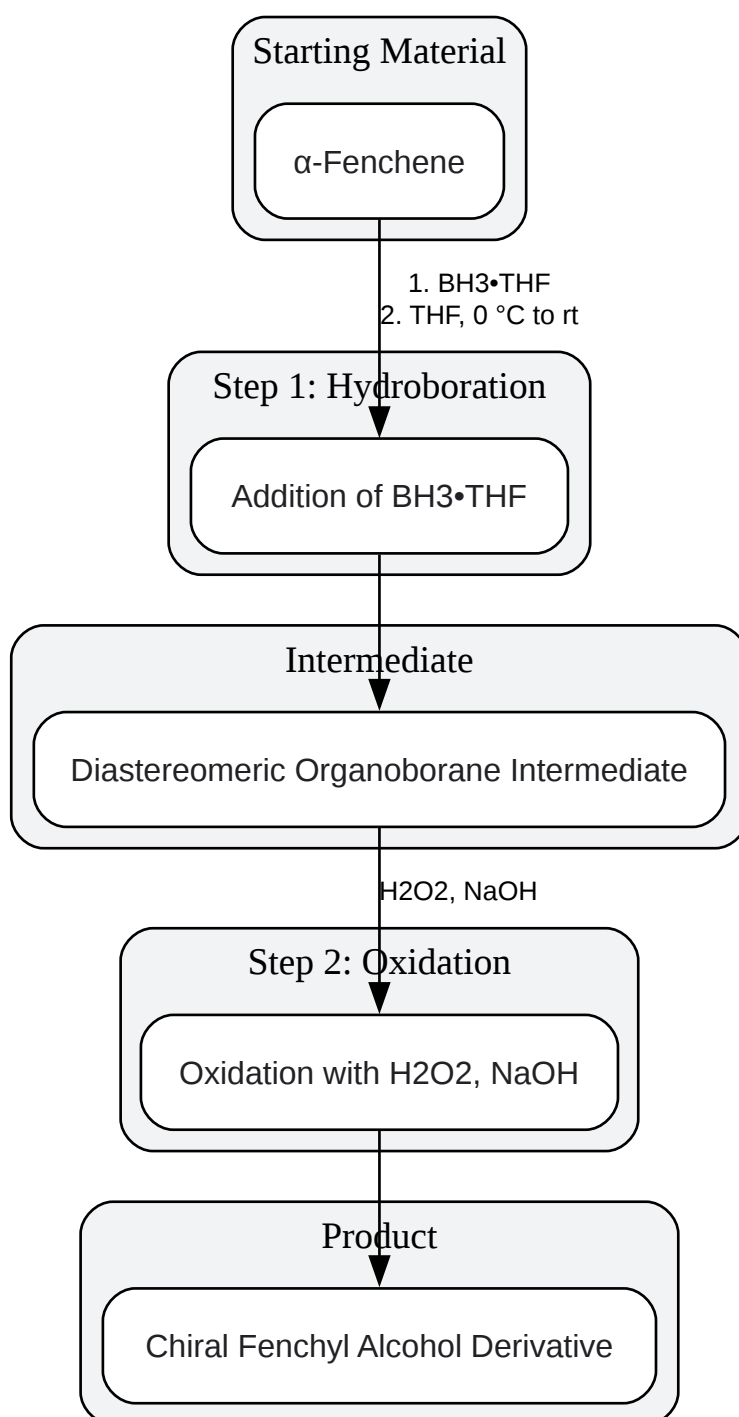 Starting Material
α-Fenchene
1. BH3•THF
2. THF, 0 °C to rt
Step 1: Hydroboration
Addition of BH3•THF
Intermediate
Diastereomeric Organoborane Intermediate
H2O2, NaOH
Step 2: Oxidation
Oxidation with H2O2, NaOH
Product
Chiral Fenchyl Alcohol Derivative